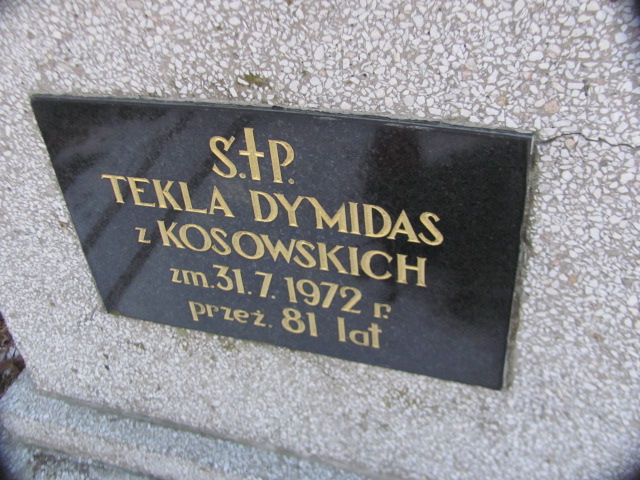 S.†P.
TEKLA DYMIDAS
z KOSOWSKICH
zm. 31. 7. 1972 r.
przeż. 81 lat